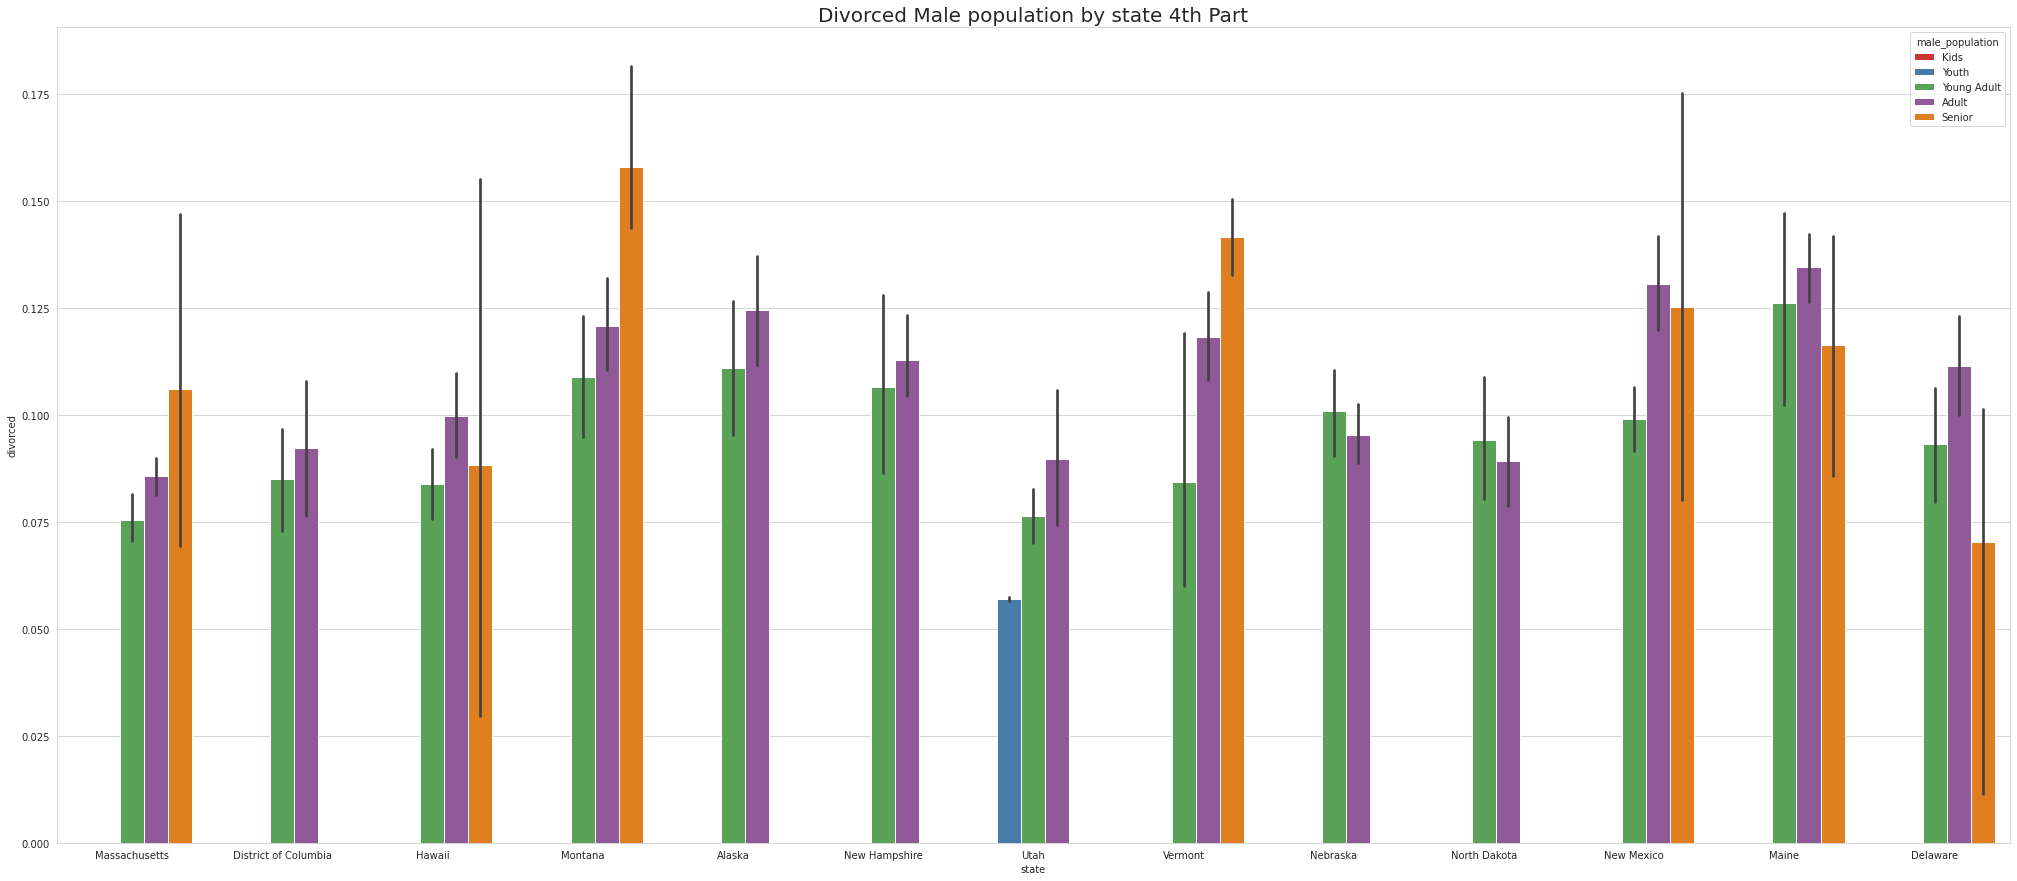 Divorced Male population by state 4th Part
male_population
Kids
Youth
Young Adult
Adult
Senior
divorced
0.175
0.150
0.125
0.100
0.075
0.050
0.025
0.000
Massachusetts District of Columbia Hawaii Montana Alaska New Hampshire Utah Vermont Nebraska North Dakota New Mexico Maine Delaware
state